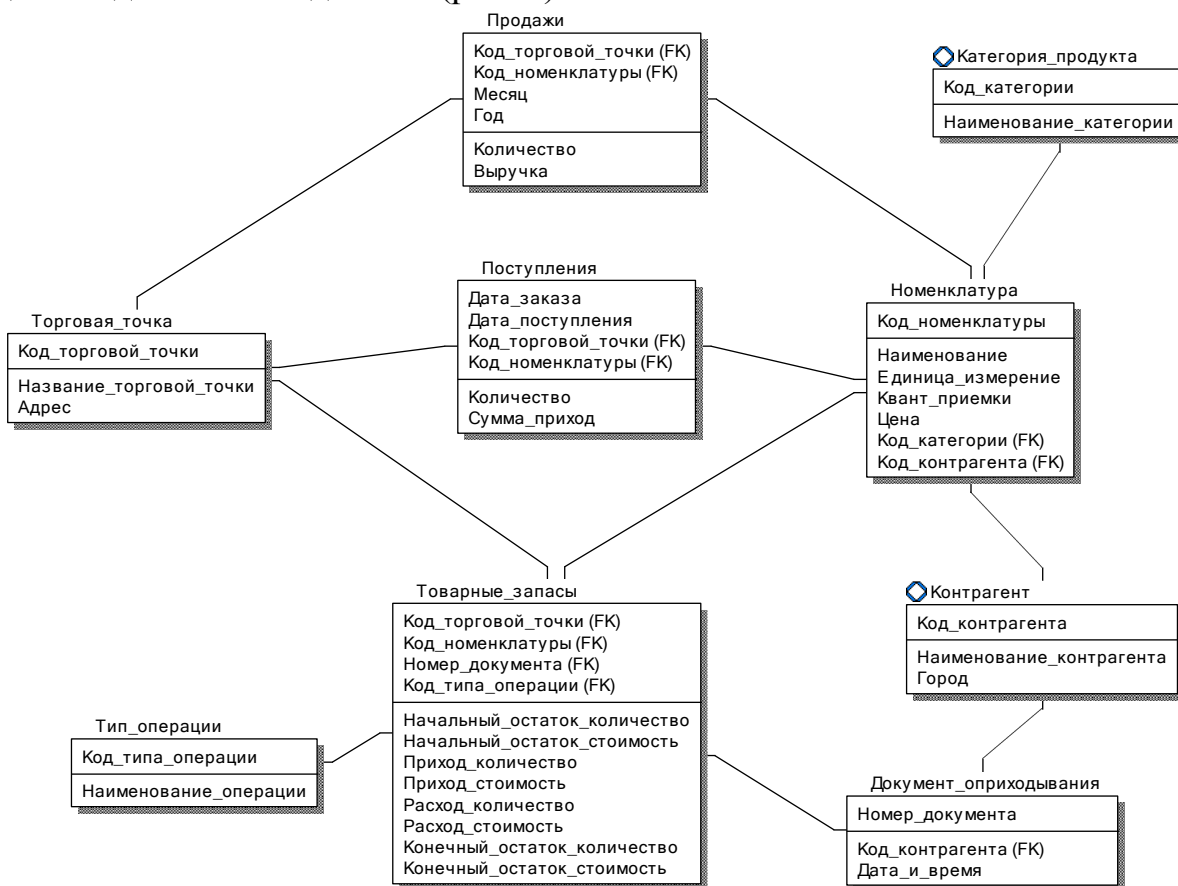 Продажи
Код_торговой_точки (FK)
Код_номенклатуры (FK)
Месяц
Год
Количество
Выручка
Категория_продукта
Код_категории
Наименование_категории
Поступления
Дата_заказа
Дата_поступления
Код_торговой_точки (FK)
Код_номенклатуры (FK)
Количество
Сумма_приход
Торговая_точка
Код_торговой_точки
Название_торговой_точки
Адрес
Номенклатура
Код_номенклатуры
Наименование
Единица_измерение
Квант_приемки
Цена
Код_категории (FK)
Код_контрагента (FK)
Товарные_запасы
Код_торговой_точки (FK)
Код_номенклатуры (FK)
Номер_документа (FK)
Код_типа_операции (FK)
Начальный_остаток_количество
Начальный_остаток_стоимость
Приход_количество
Приход_стоимость
Расход_количество
Расход_стоимость
Конечный_остаток_количество
Конечный_остаток_стоимость
Контрагент
Код_контрагента
Наименование_контрагента
Город
Тип_операции
Код_типа_операции
Наименование_операции
Документ_оприходывания
Номер_документа
Код_контрагента (FK)
Дата_и_время